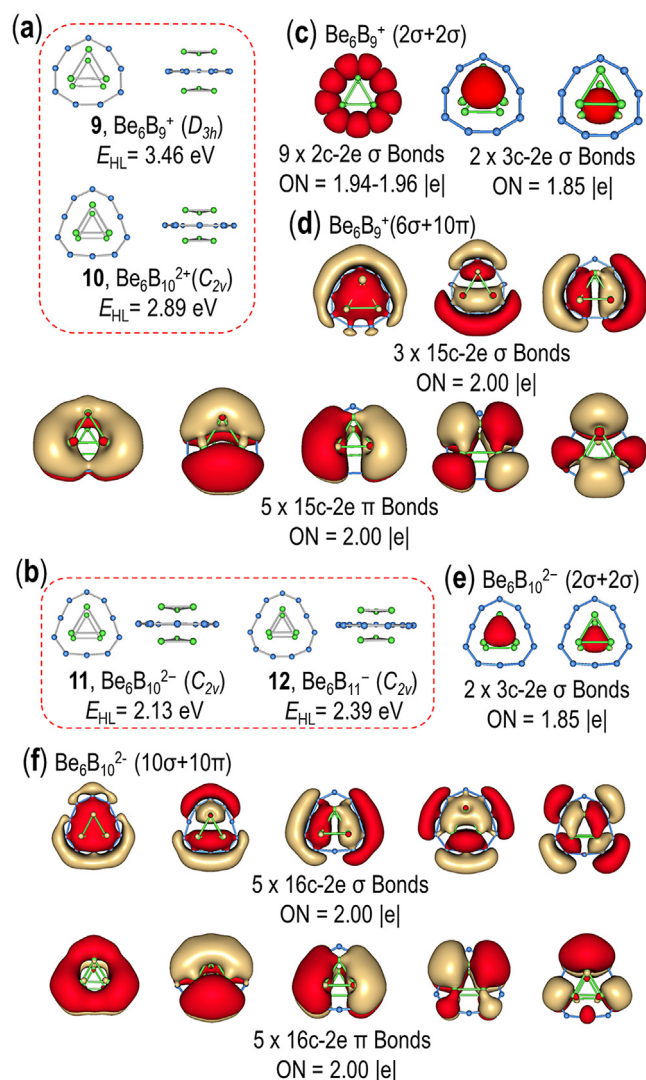 (a)
9, Be₆B₉⁺ (D₃ₕ)
E_HL= 3.46 eV
10, Be₆B₁₀²⁺(C₂ᵥ)
E_HL= 2.89 eV
(c) Be₆B₉⁺ (2σ+2σ)
9 x 2c-2e σ Bonds
ON = 1.94-1.96 |e|
2 x 3c-2e σ Bonds
ON = 1.85 |e|
(d) Be₆B₉⁺(6σ+10π)
3 x 15c-2e σ Bonds
ON = 2.00 |e|
5 x 15c-2e π Bonds
ON = 2.00 |e|
(b)
11, Be₆B₁₀²⁻ (C₂ᵥ)
E_HL= 2.13 eV
12, Be₆B₁₁⁻ (C₂ᵥ)
E_HL= 2.39 eV
(e) Be₆B₁₀²⁻ (2σ+2σ)
2 x 3c-2e σ Bonds
ON = 1.85 |e|
(f) Be₆B₁₀²⁻ (10σ+10π)
5 x 16c-2e σ Bonds
ON = 2.00 |e|
5 x 16c-2e π Bonds
ON = 2.00 |e|